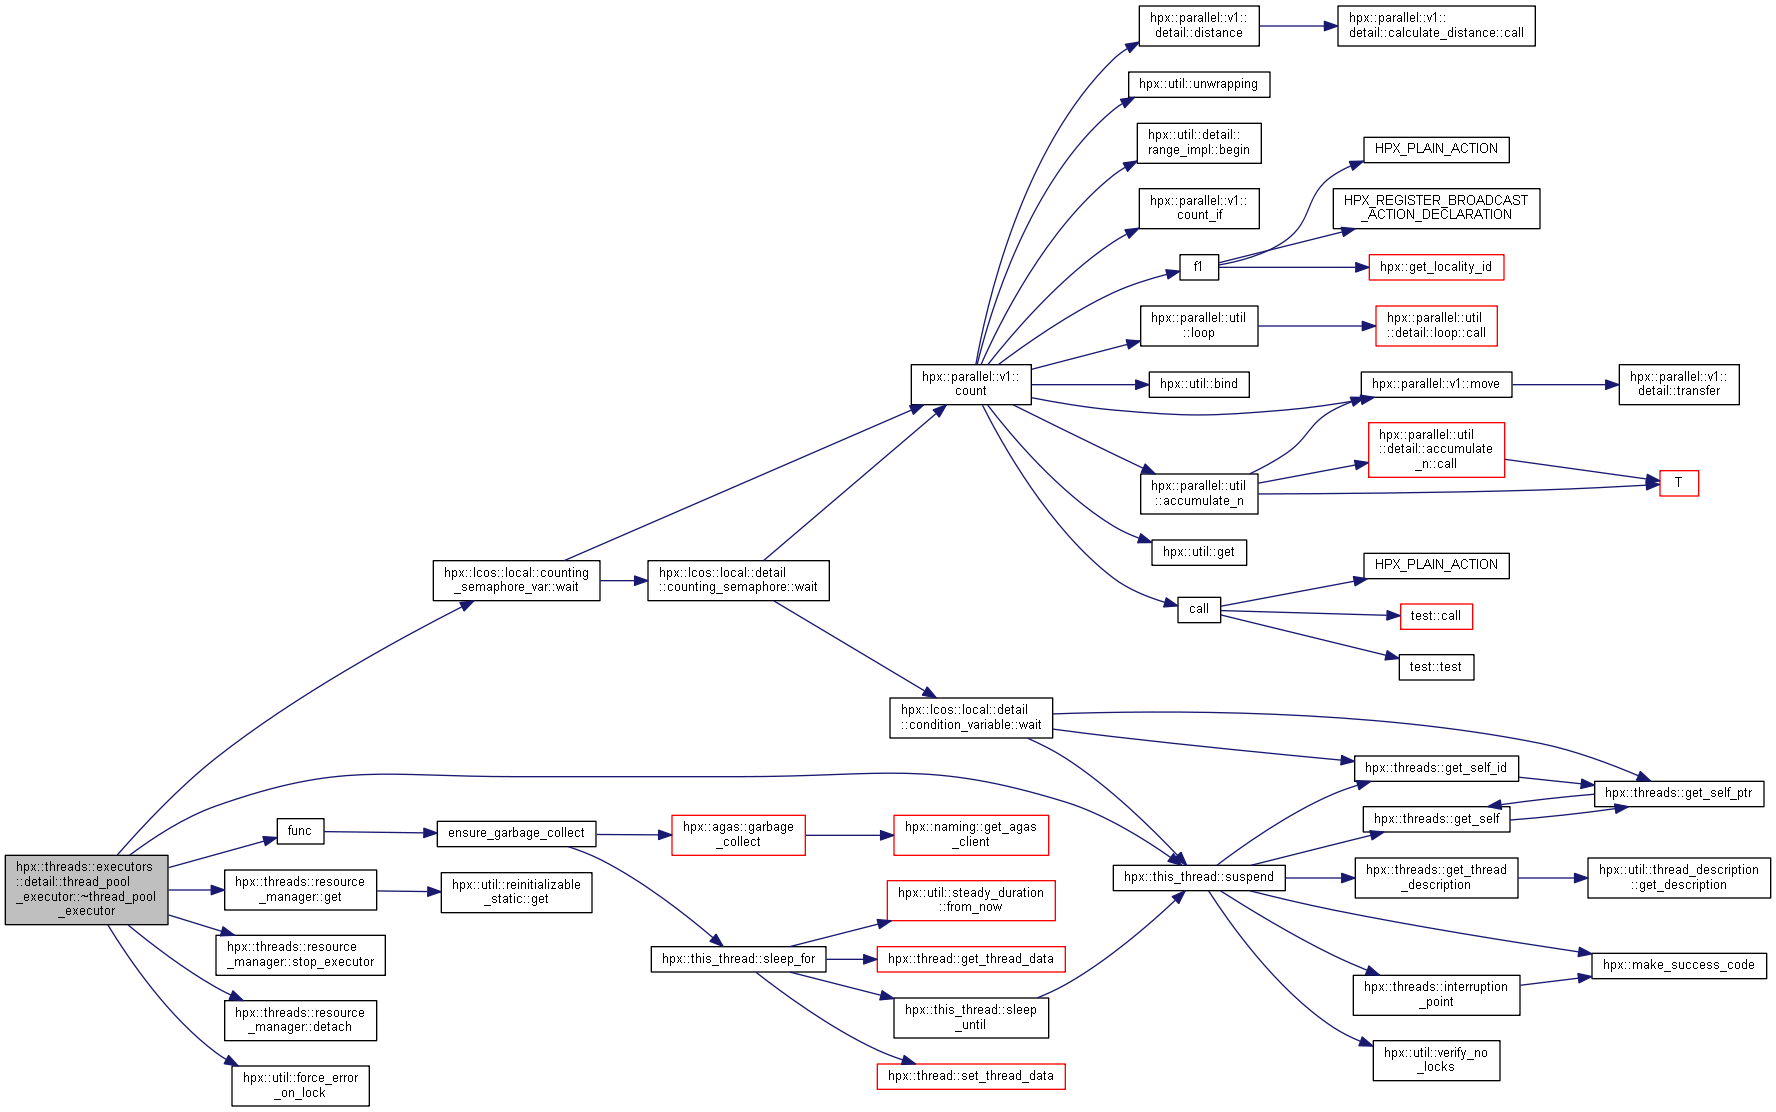 hpx::parallel::v1::
detail::distance
hpx::parallel::v1::
detail::calculate_distance::call
hpx::util::unwrapping
hpx::util::detail::
range_impl::begin
HPX_PLAIN_ACTION
hpx::parallel::v1::
count_if
HPX_REGISTER_BROADCAST
_ACTION_DECLARATION
f1
hpx::get_locality_id
hpx::parallel::util
::loop
hpx::parallel::util
::detail::loop::call
hpx::parallel::v1::
count
hpx::util::bind
hpx::parallel::v1::move
hpx::parallel::v1::
detail::transfer
hpx::parallel::util
::detail::accumulate
_n::call
hpx::parallel::util
::accumulate_n
T
hpx::util::get
hpx::lcos::local::counting
_semaphore_var::wait
hpx::lcos::local::detail
::counting_semaphore::wait
HPX_PLAIN_ACTION
call
test::call
test::test
hpx::lcos::local::detail
::condition_variable::wait
hpx::threads::get_self_id
hpx::threads::get_self_ptr
hpx::threads::get_self
func
ensure_garbage_collect
hpx::agas::garbage
_collect
hpx::naming::get_agas
_client
hpx::threads::executors
::detail::thread_pool
_executor::~thread_pool
_executor
hpx::threads::resource
_manager::get
hpx::util::reinitializable
_static::get
hpx::util::steady_duration
::from_now
hpx::this_thread::suspend
hpx::threads::get_thread
_description
hpx::util::thread_description
::get_description
hpx::threads::resource
_manager::stop_executor
hpx::this_thread::sleep_for
hpx::thread::get_thread_data
hpx::make_success_code
hpx::threads::interruption
_point
hpx::threads::resource
_manager::detach
hpx::this_thread::sleep
_until
hpx::util::verify_no
_locks
hpx::util::force_error
_on_lock
hpx::thread::set_thread_data